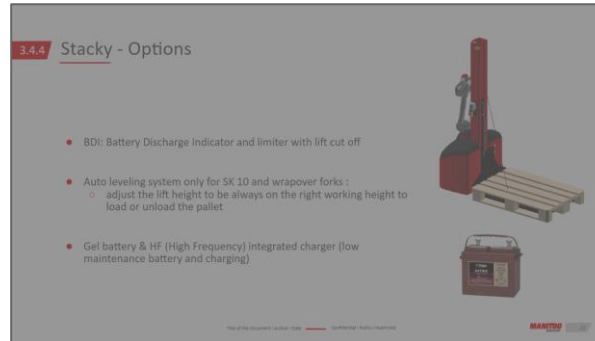 3.4.4 Stacky - Options
BDI: Battery Discharge Indicator and limiter with lift cut off
Auto leveling system only for SK 10 and wrapover forks :
adjust the lift height to be always on the right working height to
load or unload the pallet
Gel battery & HF (High Frequency) integrated charger (low
maintenance battery and charging)
MANITOU